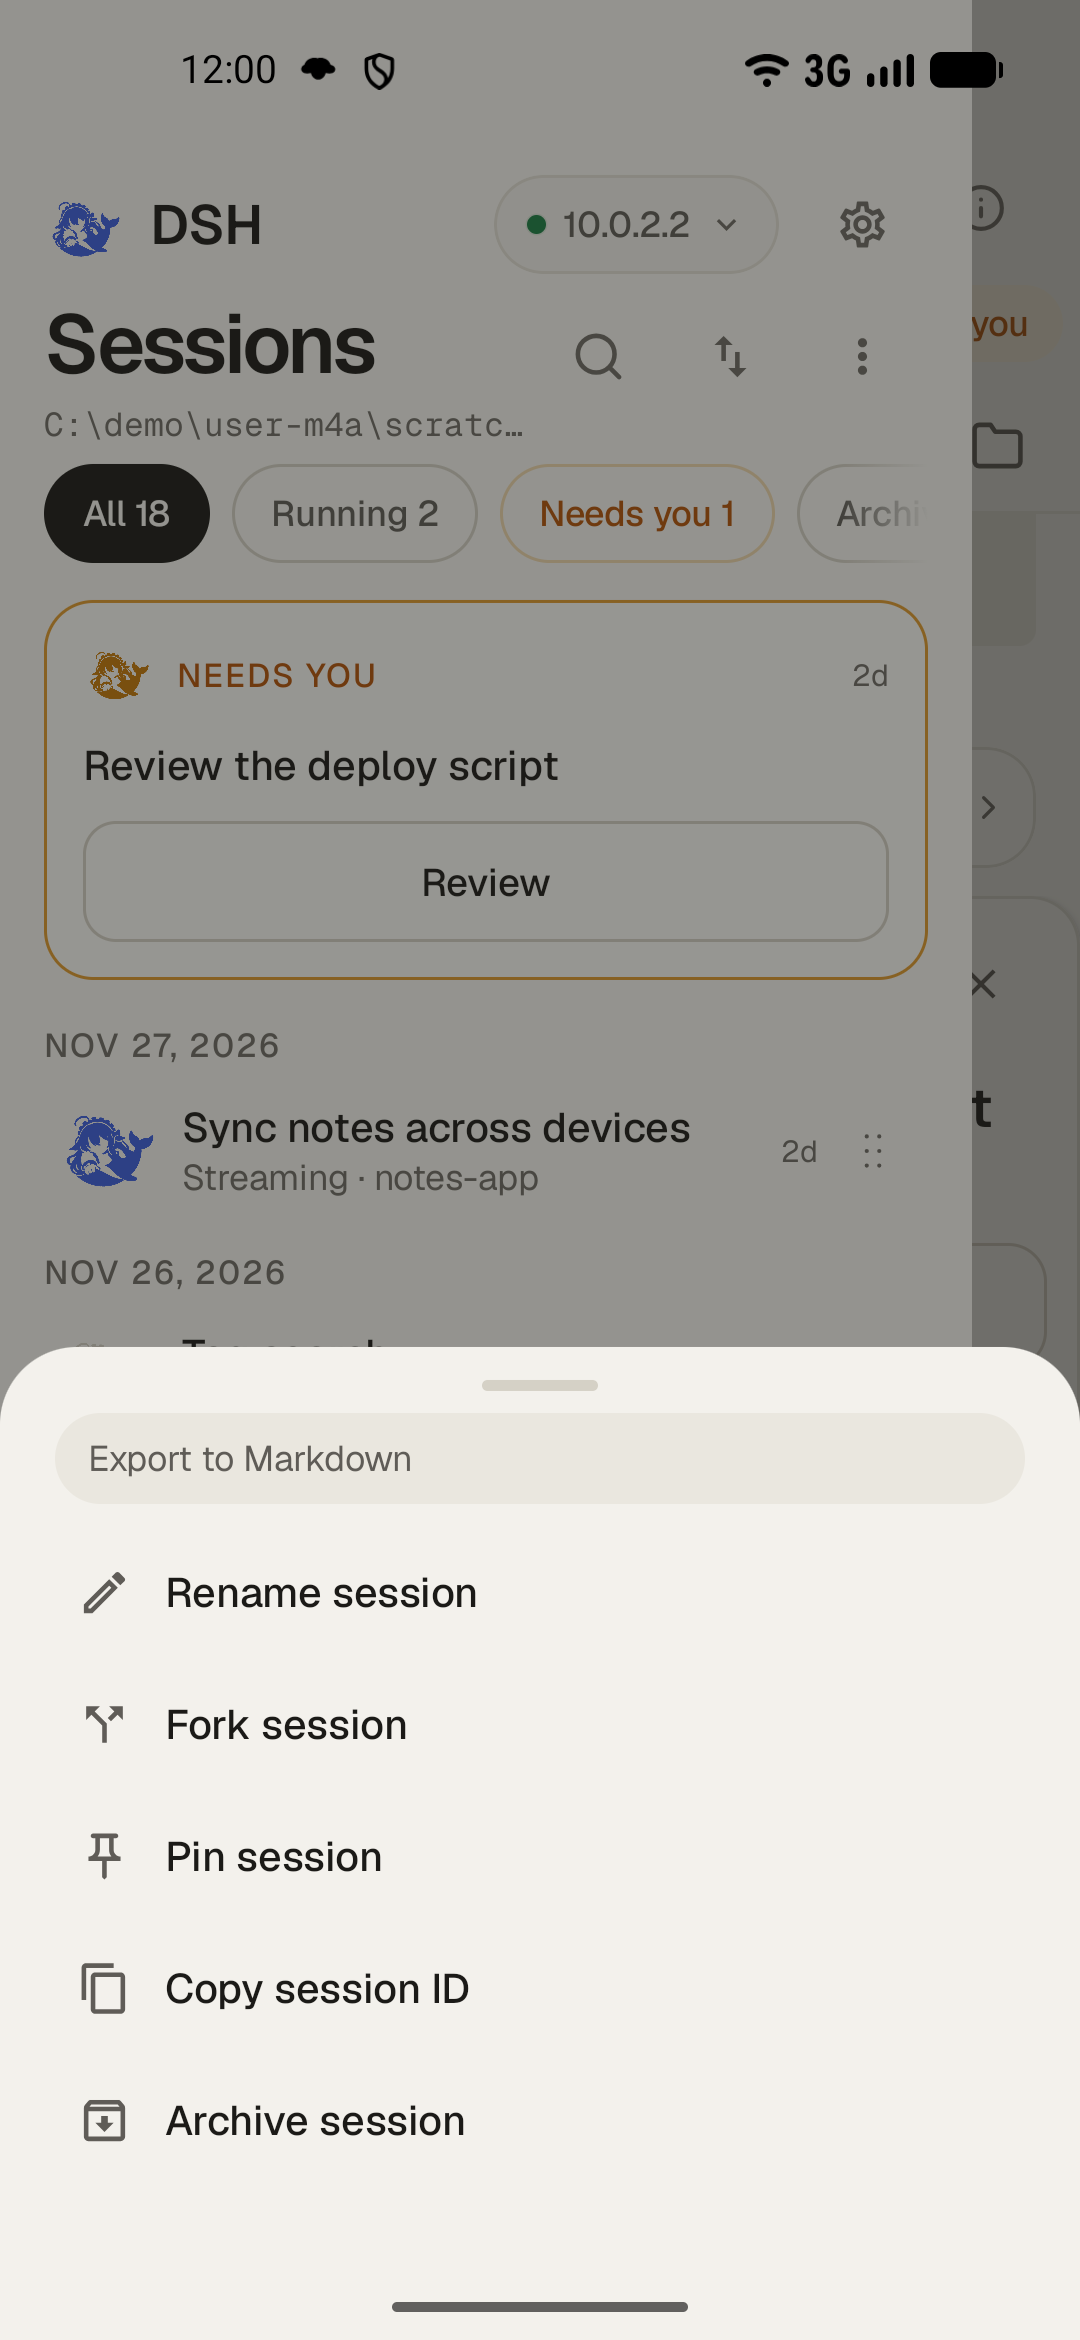 12:00
3G
DSH
10.0.2.2
Sessions
C:\demo\user-m4a\scratc…
All 18
Running 2
Needs you 1
you
NEEDS YOU
2d
Review the deploy script
Review
NOV 27, 2026
t
Sync notes across devices
2d
Streaming · notes-app
NOV 26, 2026
Export to Markdown
Rename session
Fork session
Pin session
Copy session ID
Archive session